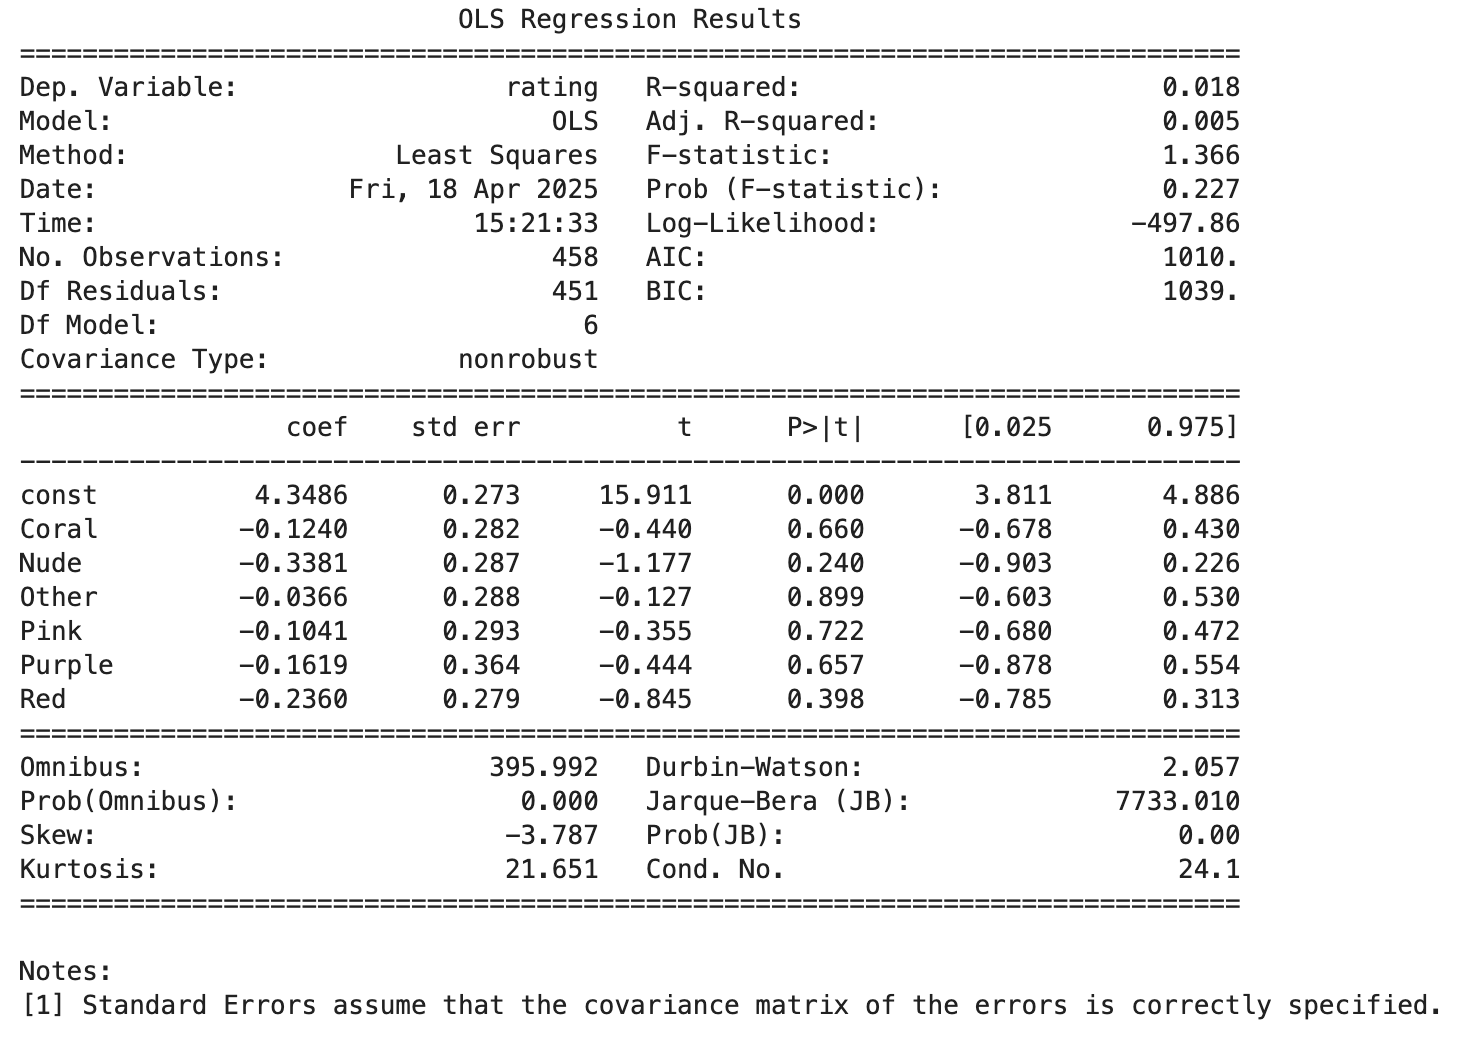 OLS Regression Results
==============================================================================
Dep. Variable:                 rating   R-squared:                       0.018
Model:                            OLS   Adj. R-squared:                  0.005
Method:                 Least Squares   F-statistic:                     1.366
Date:                Fri, 18 Apr 2025   Prob (F-statistic):              0.227
Time:                        15:21:33   Log-Likelihood:                -497.86
No. Observations:                 458   AIC:                             1010.
Df Residuals:                     451   BIC:                             1039.
Df Model:                           6
Covariance Type:            nonrobust
==============================================================================
                 coef    std err          t      P>|t|      [0.025      0.975]
------------------------------------------------------------------------------
const          4.3486      0.273     15.911      0.000       3.811       4.886
Coral         -0.1240      0.282     -0.440      0.660      -0.678       0.430
Nude          -0.3381      0.287     -1.177      0.240      -0.903       0.226
Other         -0.0366      0.288     -0.127      0.899      -0.603       0.530
Pink          -0.1041      0.293     -0.355      0.722      -0.680       0.472
Purple        -0.1619      0.364     -0.444      0.657      -0.878       0.554
Red           -0.2360      0.279     -0.845      0.398      -0.785       0.313
==============================================================================
Omnibus:                      395.992   Durbin-Watson:                   2.057
Prob(Omnibus):                  0.000   Jarque-Bera (JB):             7733.010
Skew:                          -3.787   Prob(JB):                         0.00
Kurtosis:                      21.651   Cond. No.                         24.1
==============================================================================
Notes:
[1] Standard Errors assume that the covariance matrix of the errors is correctly specified.